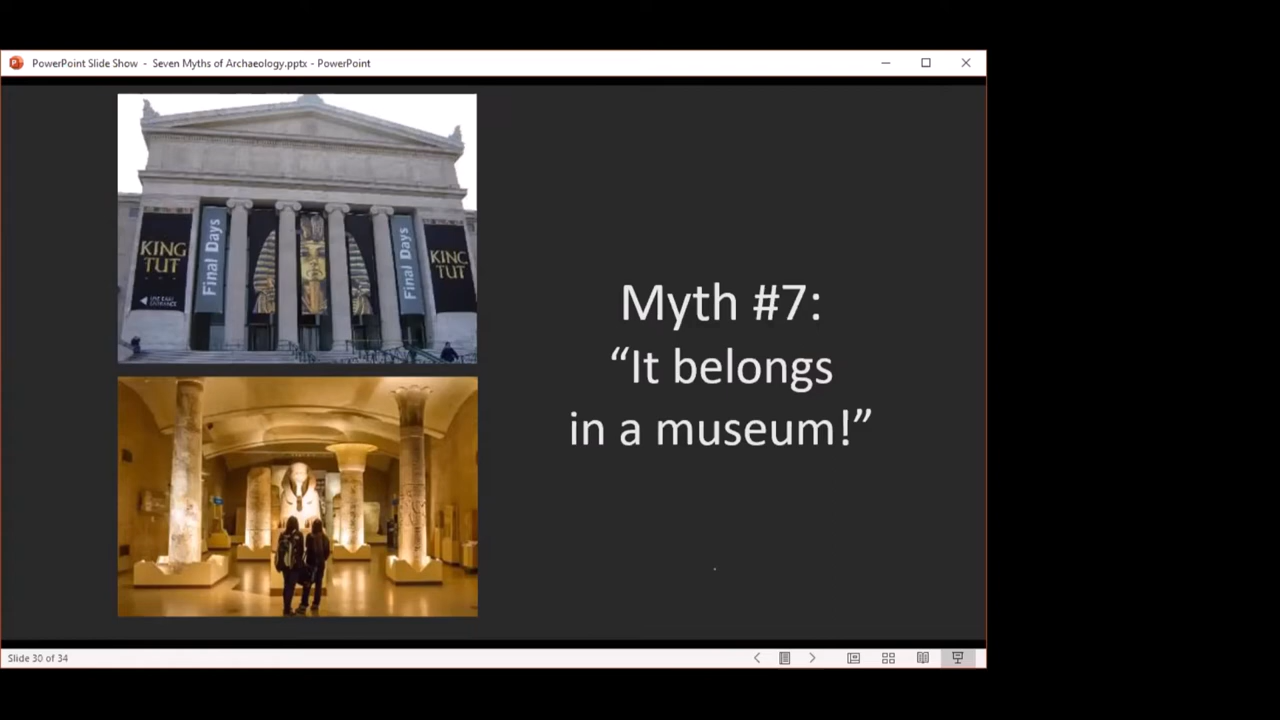 PowerPoint Slide Show - Seven Myths of Archaeology.pptx - PowerPoint
KING
TUT
Final Days
Final Days
KING
TUT
Myth #7:
“It belongs
in a museum!”
Slide 30 of 34